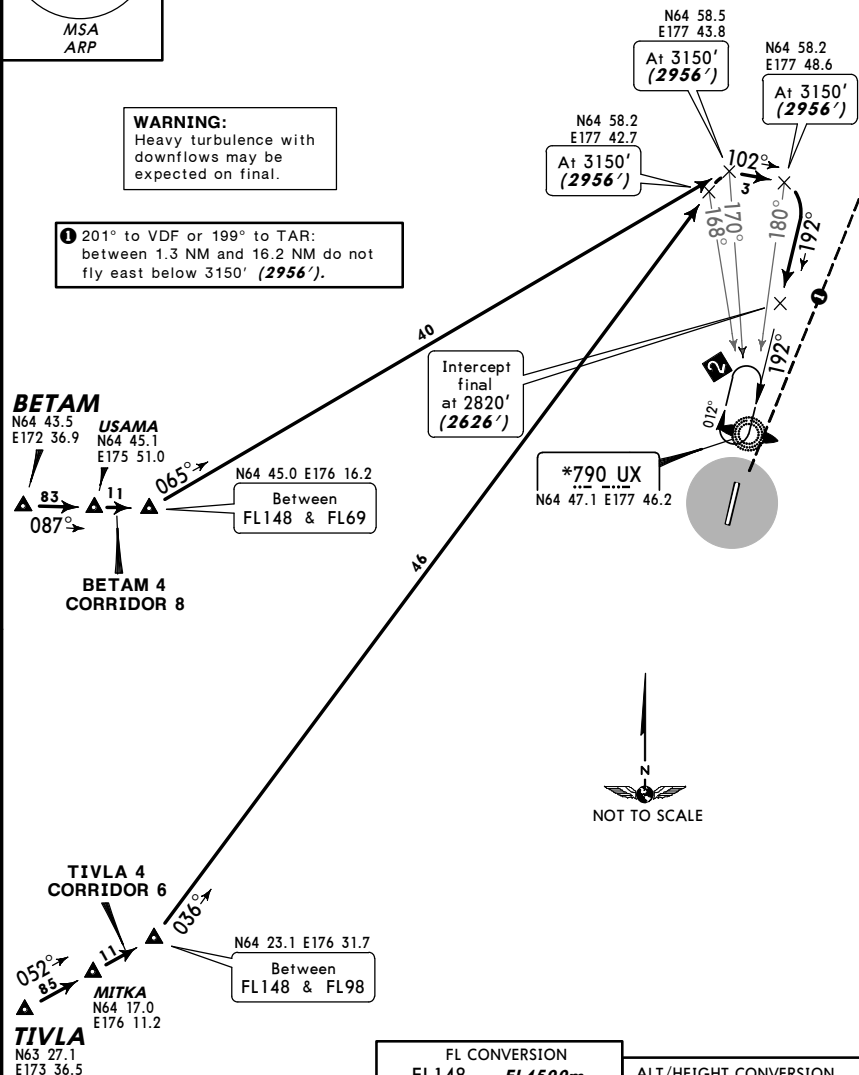 MSA
ARP
WARNING:
Heavy turbulence with
downflows may be
expected on final.
1 201° to VDF or 199° to TAR:
between 1.3 NM and 16.2 NM do not
fly east below 3150' (2956').
N64 58.5
E177 43.8
At 3150'
(2956')
N64 58.2
E177 48.6
At 3150'
(2956')
N64 58.2
E177 42.7
At 3150'
(2956')
102°
3
168°
170°
180°
192°
1
192°
40
Intercept
final
at 2820'
(2626')
2
012°
*790 UX
N64 47.1 E177 46.2
BETAM
N64 43.5
E172 36.9
USAMA
N64 45.1
E175 51.0
83
087°
11
065°
N64 45.0 E176 16.2
Between
FL148 & FL69
BETAM 4
CORRIDOR 8
46
N
NOT TO SCALE
TIVLA 4
CORRIDOR 6
036°
N64 23.1 E176 31.7
Between
FL148 & FL98
052°
85
11
MITKA
N64 17.0
E176 11.2
TIVLA
N63 27.1
E173 36.5
FL CONVERSION
ALT/HEIGHT CONVERSION